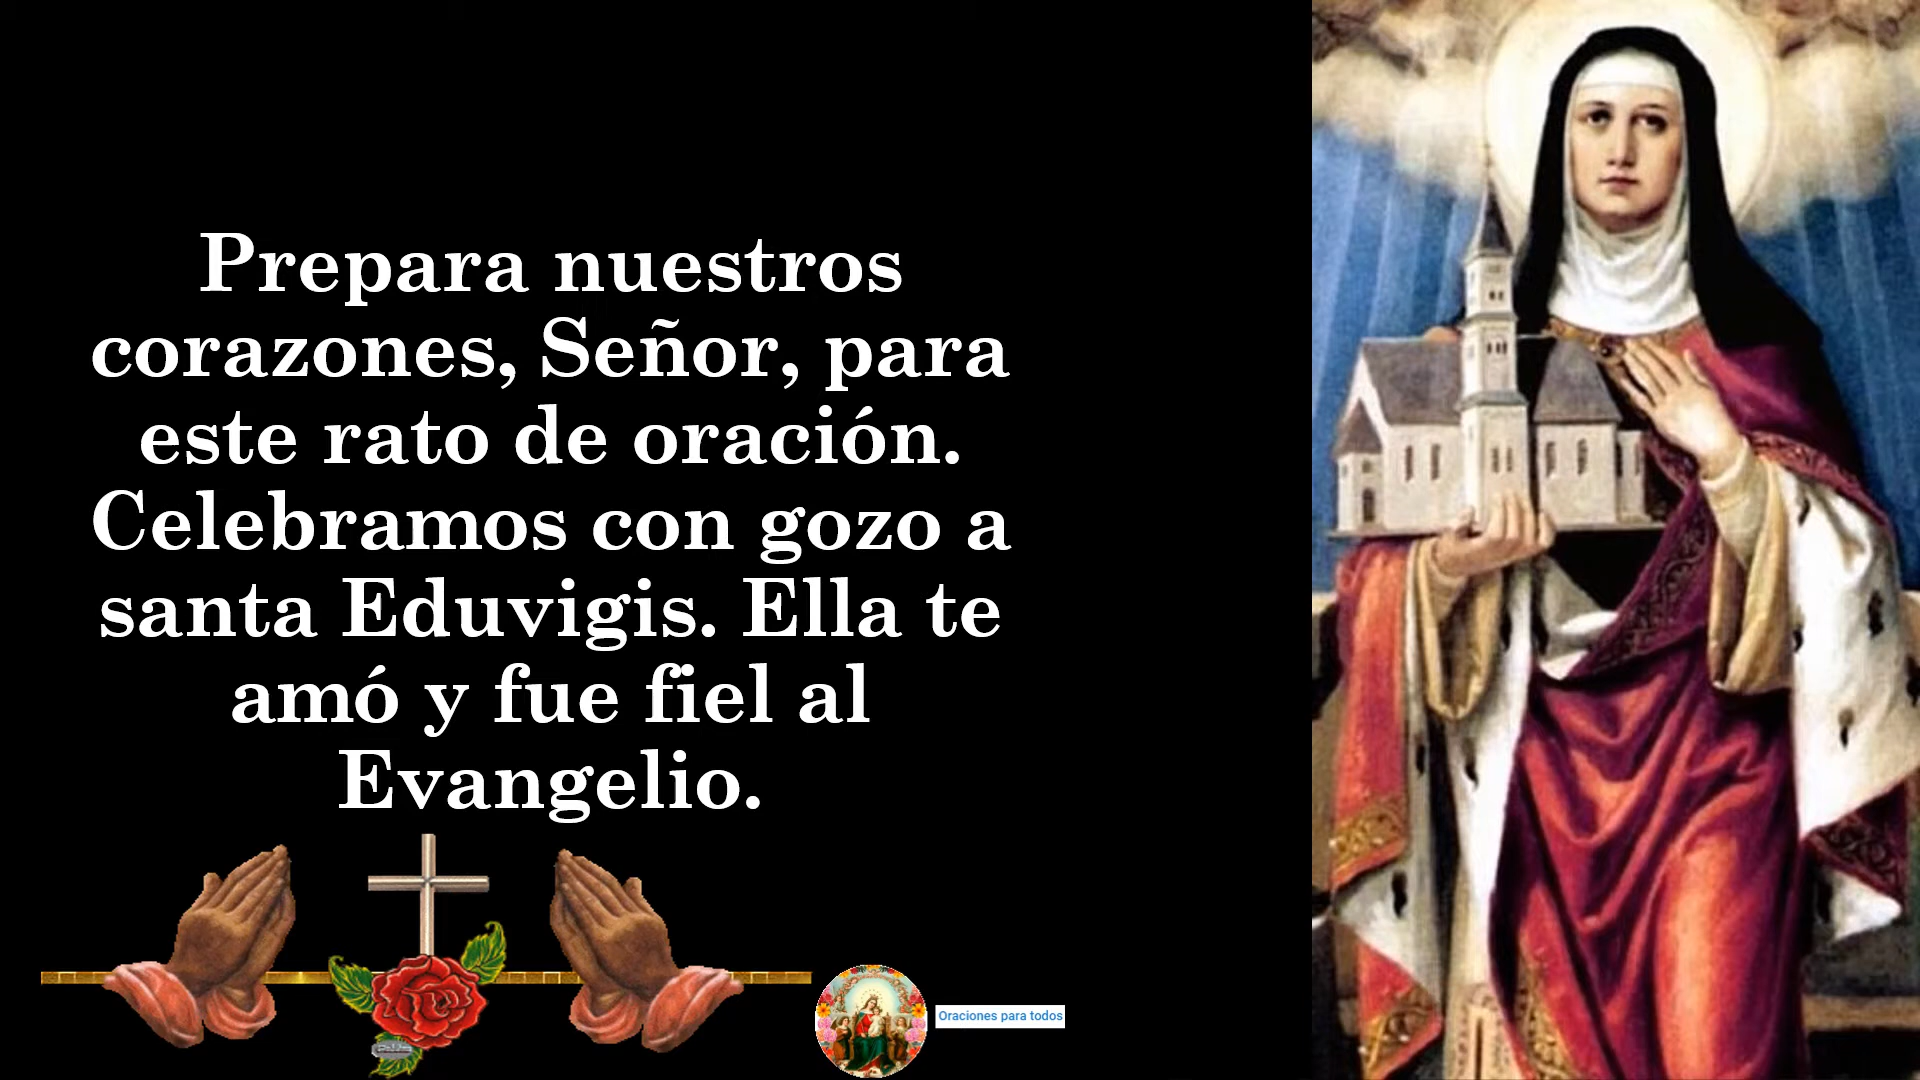 Prepara nuestros
corazones, Señor, para
este rato de oración.
Celebramos con gozo a
santa Eduvigis. Ella te
amó y fue fiel al
Evangelio.
Oraciones para todos